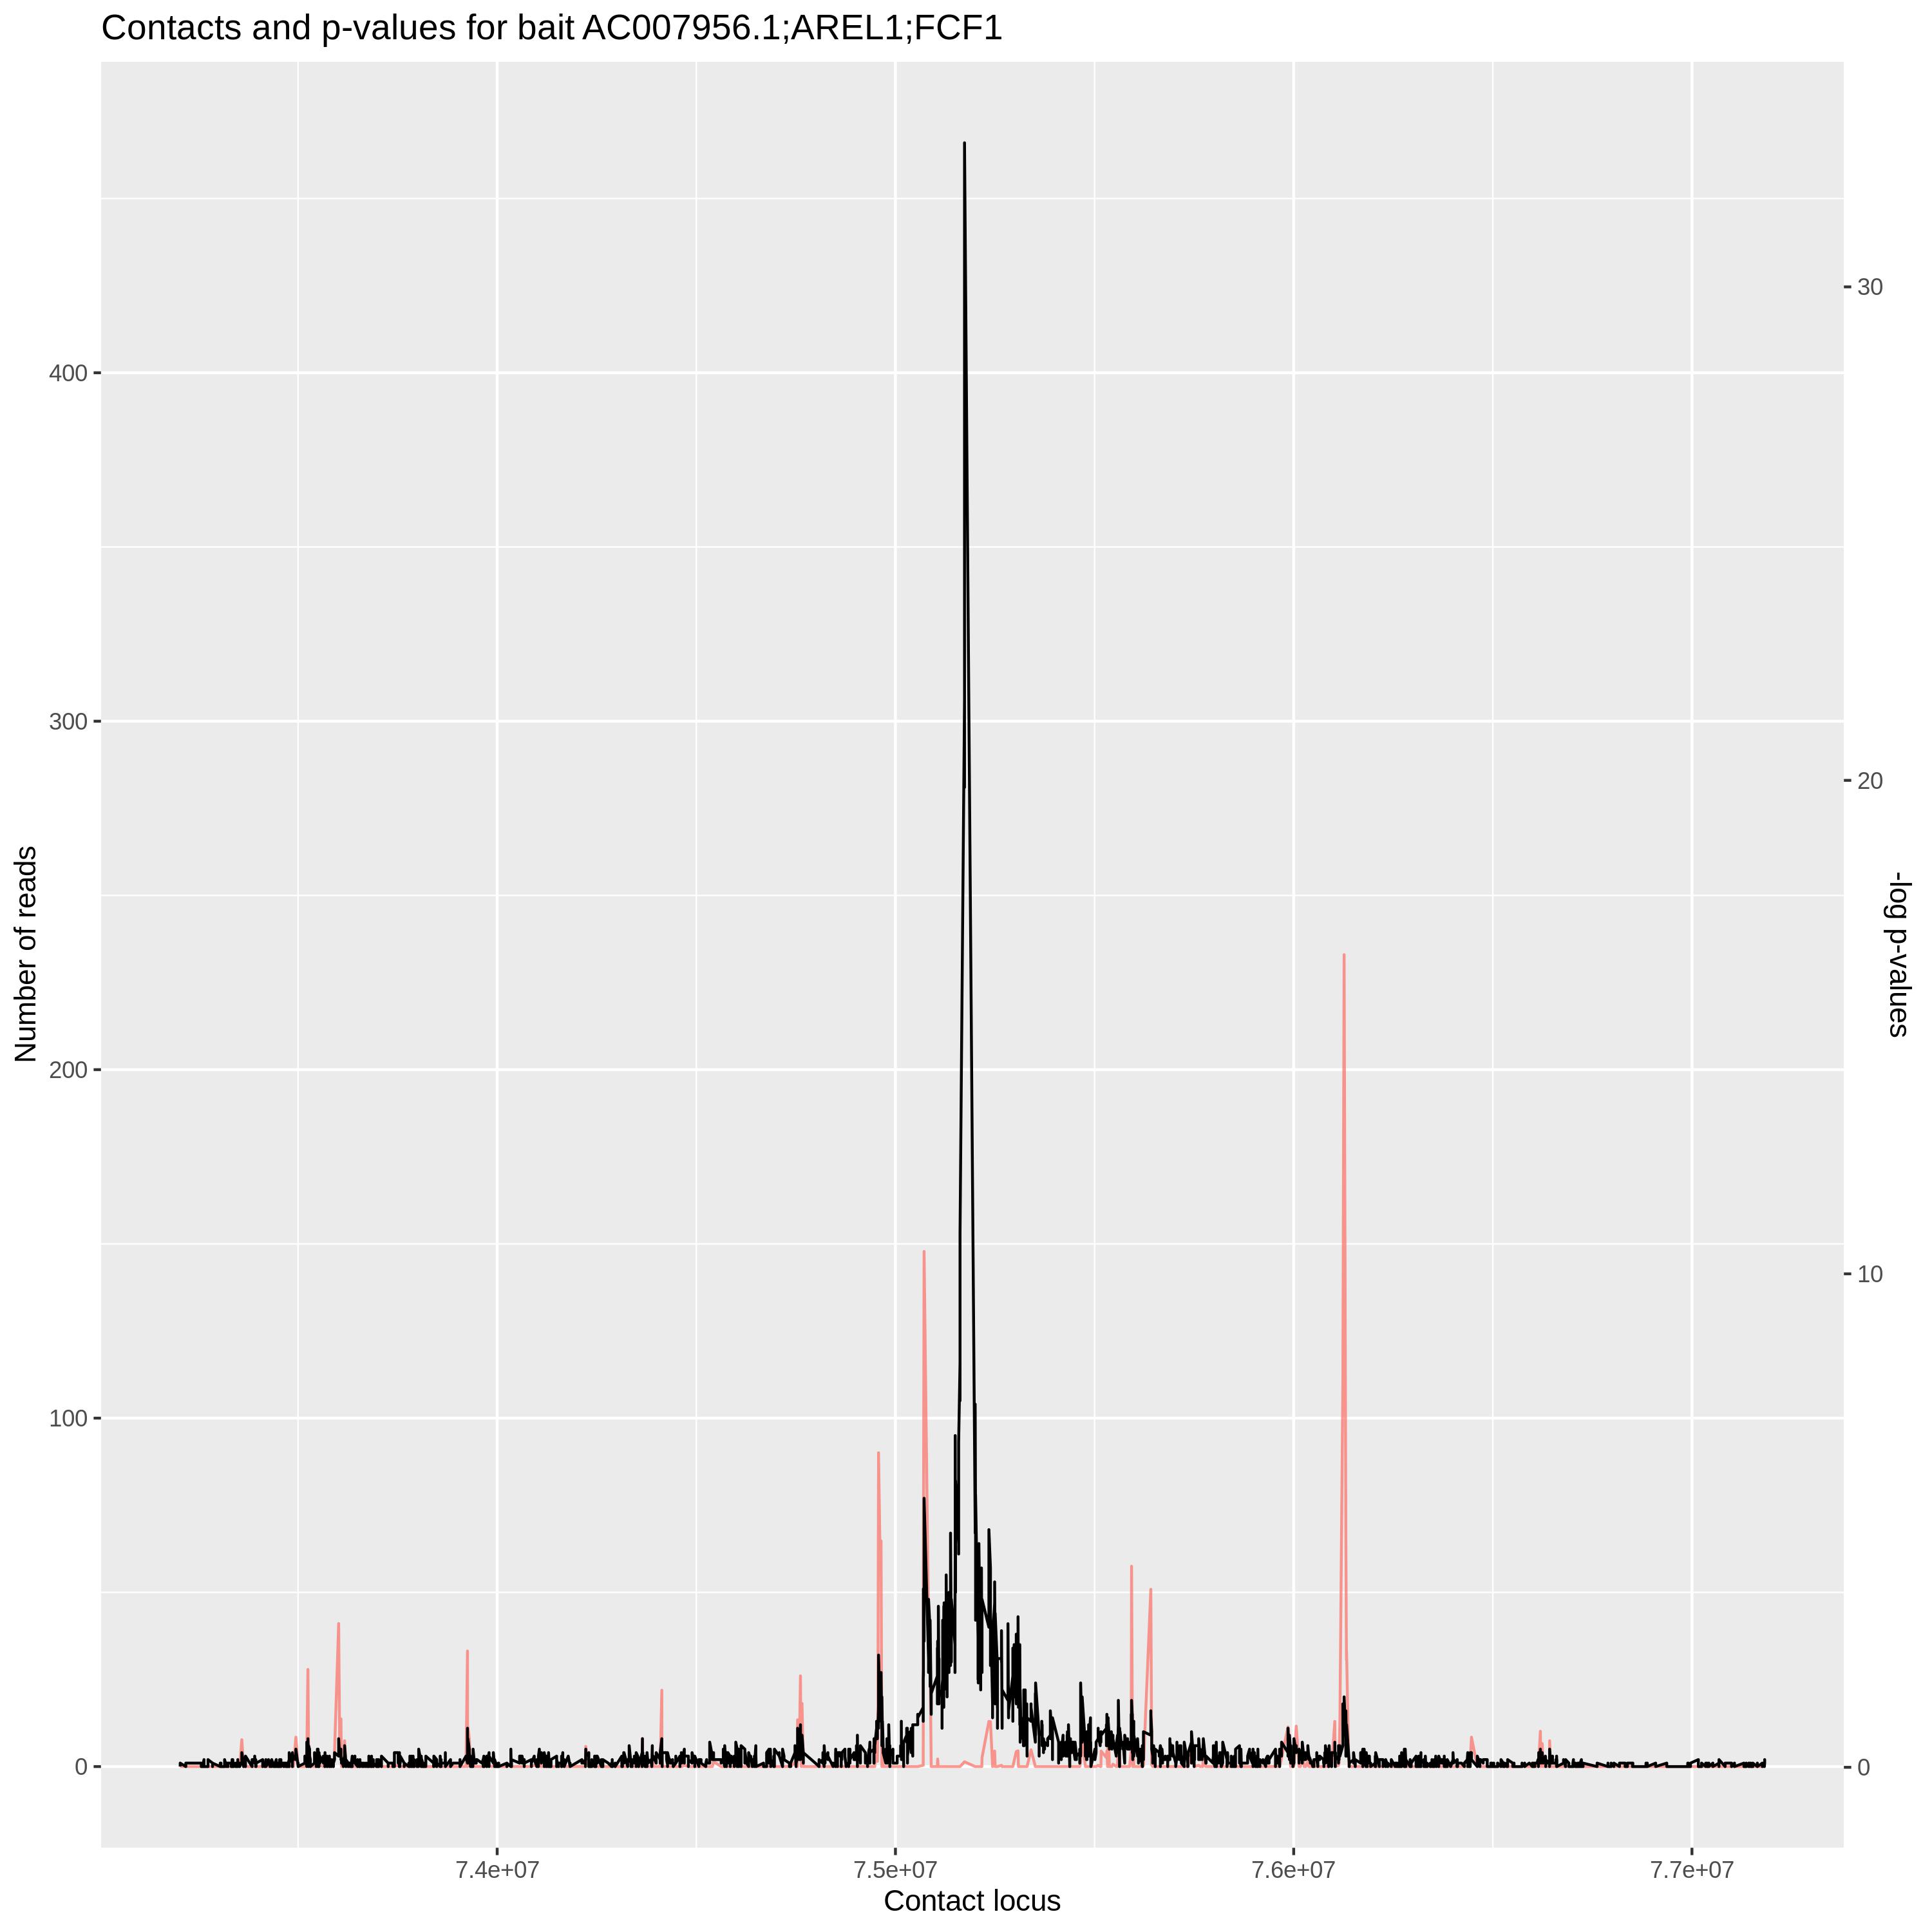 Contacts and p-values for bait AC007956.1;AREL1;FCF1
Number of reads
400
300
200
100
0
30
20
10
0
-log p-values
7.4e+07
7.5e+07
7.6e+07
7.7e+07
Contact locus